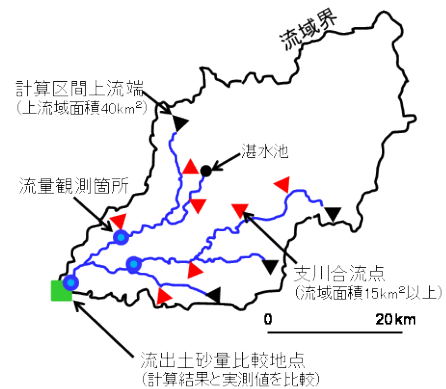 流域界
計算区間上流端
(上流域面積40km²)
湛水池
流量観測箇所
支川合流点
(流域面積15km²以上)
0 20km
流出土砂量比較地点
(計算結果と実測値を比較)